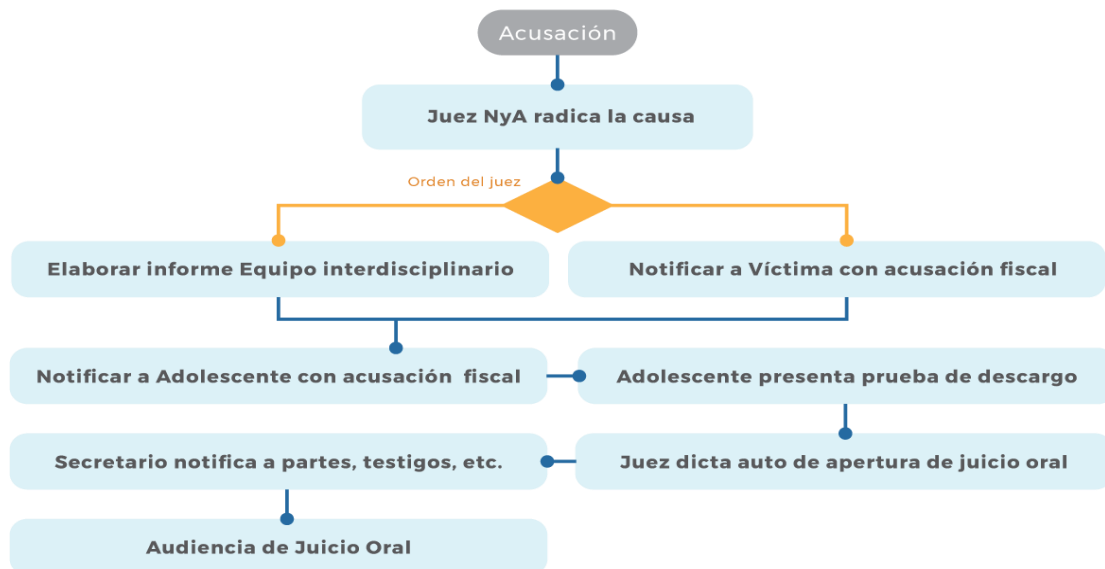 Acusación
Juez NyA radica la causa
Orden del juez
Elaborar informe Equipo interdisciplinario
Notificar a Víctima con acusación fiscal
Notificar a Adolescente con acusación fiscal
Adolescente presenta prueba de descargo
Juez dicta auto de apertura de juicio oral
Secretario notifica a partes, testigos, etc.
Audiencia de Juicio Oral